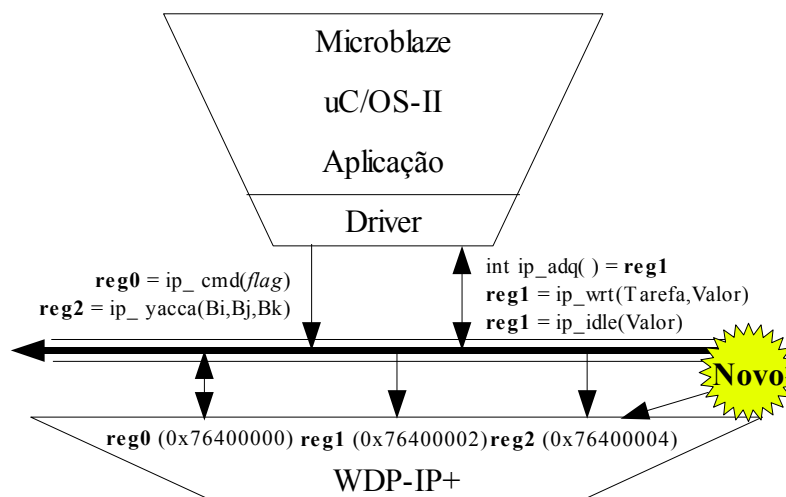 Microblaze
uC/OS-II
Aplicação
Driver
reg0 = ip_ cmd(flag)
reg2 = ip_ yacca(Bi,Bj,Bk)
int ip_adq( ) = reg1
reg1 = ip_wrt(Tarefa,Valor)
reg1 = ip_idle(Valor)
Novo
reg0 (0x76400000) reg1 (0x76400002) reg2 (0x76400004)
WDP-IP+